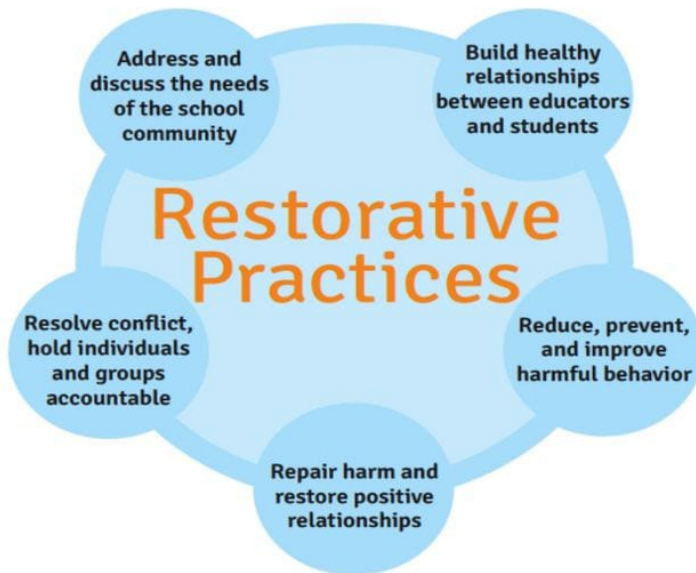 Address and
discuss the needs
of the school
community
Build healthy
relationships
between educators
and students
Restorative
Practices
Resolve conflict,
hold individuals
and groups
accountable
Reduce, prevent,
and improve
harmful behavior
Repair harm and
restore positive
relationships